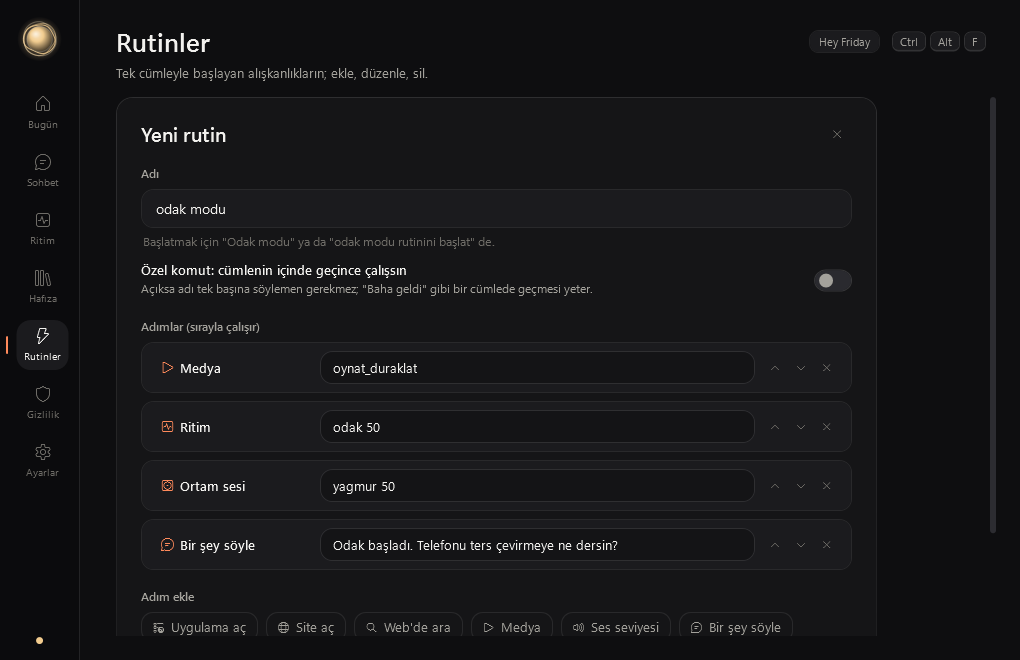 Rutinler
Hey Friday
Ctrl
Alt
F
Tek cümleyle başlayan alışkanlıkların; ekle, düzenle, sil.
Bugün
Sohbet
Ritim
Hafıza
Rutinler
Gizlilik
Ayarlar
Yeni rutin
Adı
odak modu
Başlatmak için "Odak modu" ya da "odak modu rutinini başlat" de.
Özel komut: cümlenin içinde geçince çalışsın
Açıksa adı tek başına söylemen gerekmez; "Baha geldi" gibi bir cümlede geçmesi yeter.
Adımlar (sırayla çalışır)
Medya
oynat_duraklat
Ritim
odak 50
Ortam sesi
yagmur 50
Bir şey söyle
Odak başladı. Telefonu ters çevirmeye ne dersin?
Adım ekle
Uygulama aç
Site aç
Web'de ara
Medya
Ses seviyesi
Bir şey söyle